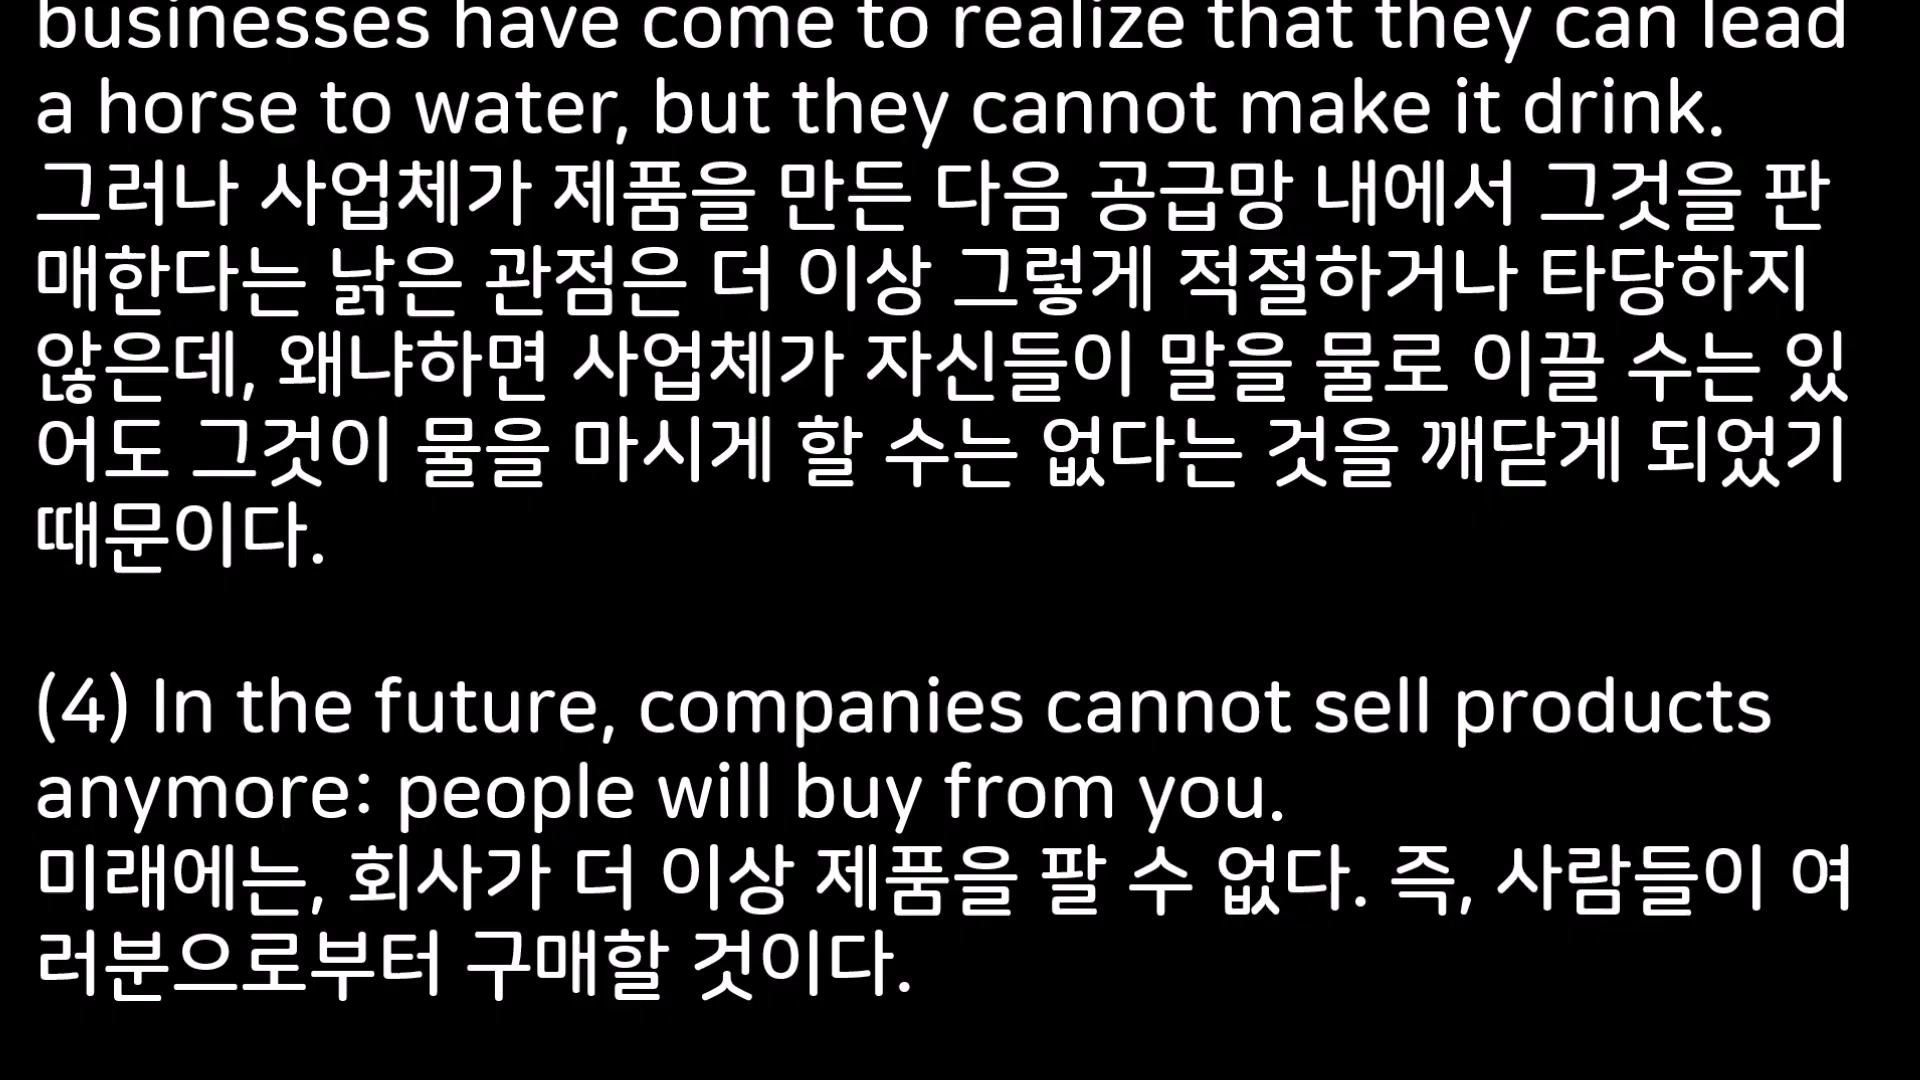 businesses have come to realize that they can lead
a horse to water, but they cannot make it drink.
그러나 사업체가 제품을 만든 다음 공급망 내에서 그것을 판
매한다는 낡은 관점은 더 이상 그렇게 적절하거나 타당하지
않은데, 왜냐하면 사업체가 자신들이 말을 물로 이끌 수는 있
어도 그것이 물을 마시게 할 수는 없다는 것을 깨닫게 되었기
때문이다.
(4) In the future, companies cannot sell products
anymore: people will buy from you.
미래에는, 회사가 더 이상 제품을 팔 수 없다. 즉, 사람들이 여
러분으로부터 구매할 것이다.